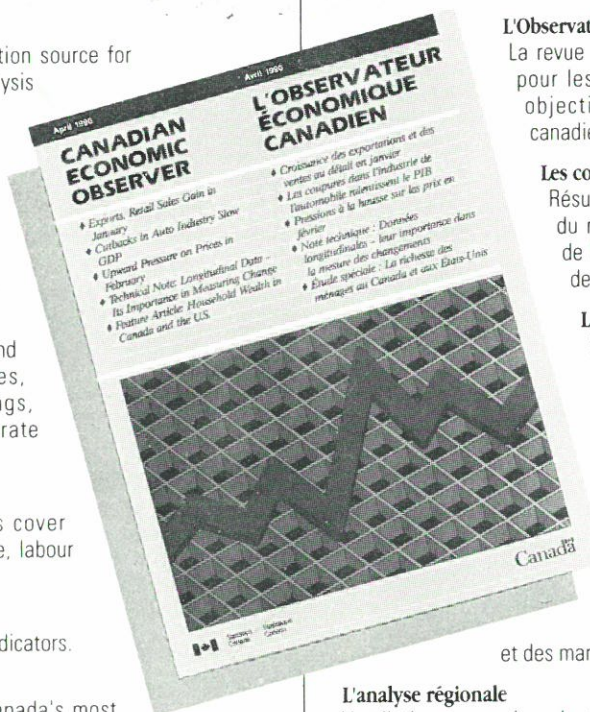 tion source for
ysis
nd
es,
gs,
rate
s cover
e, labour
dicators.
anada's most
April 1990
CANADIAN
ECONOMIC
OBSERVER
♦ Exports, Retail Sales Gain in
January
♦ Cutbacks in Auto Industry Slow
GDP
♦ Upward Pressure on Prices in
February
♦ Technical Note: Longitudinal Data –
Its Importance in Measuring Change
♦ Feature Article: Household Wealth in
Canada and the U.S.
Avril 1990
L'OBSERVATEUR
ÉCONOMIQUE
CANADIEN
♦ Croissance des exportations et des
ventes au détail en janvier
♦ Les coupures dans l'industrie de
l'automobile ralentissent le PIB
♦ Pressions à la hausse sur les prix en
février
♦ Note technique : Données
longitudinales – leur importance dans
la mesure des changements
♦ Étude spéciale : La richesse des
ménages au Canada et aux États-Unis
Canada
Statistics Statistique
Canada Canada
L'Observat
La revue
pour les
objecti
canadie
Les co
Résu
du r
de
de
L
et des mar
L'analyse régionale